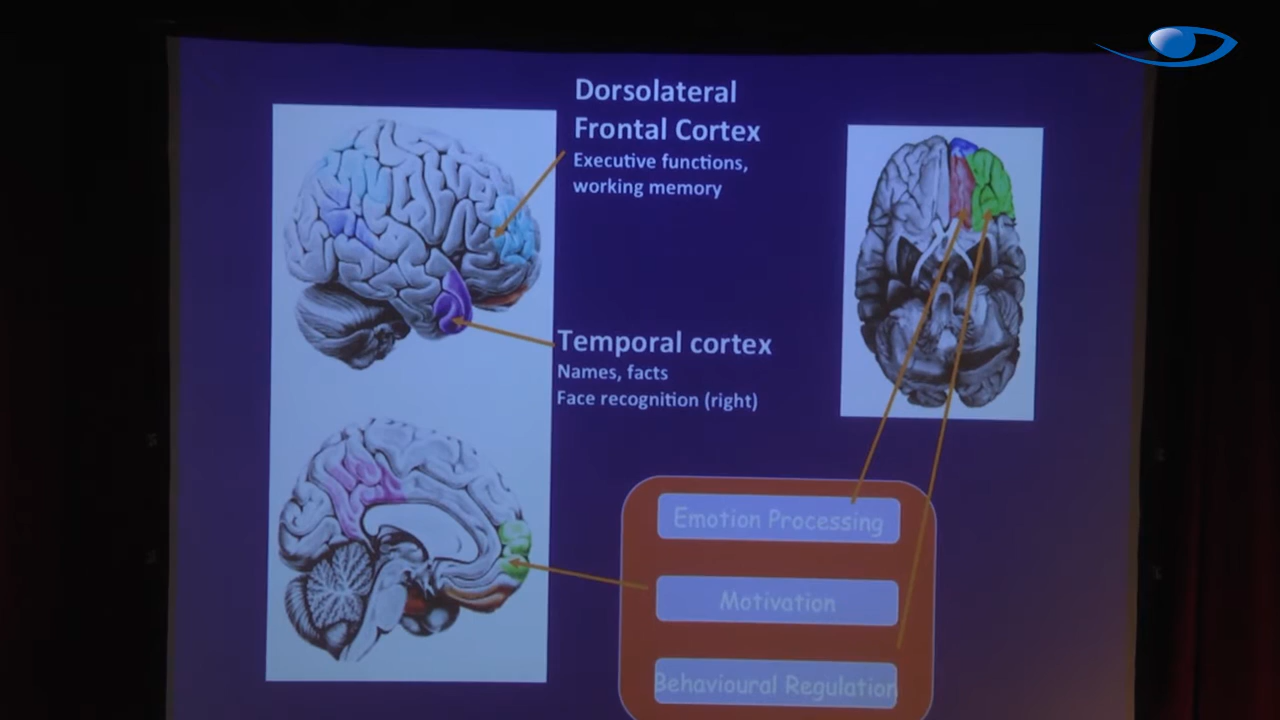 Dorsolateral
Frontal Cortex
Executive functions,
working memory
Temporal cortex
Names, facts
Face recognition (right)
Emotion Processing
Motivation
Behavioural Regulation